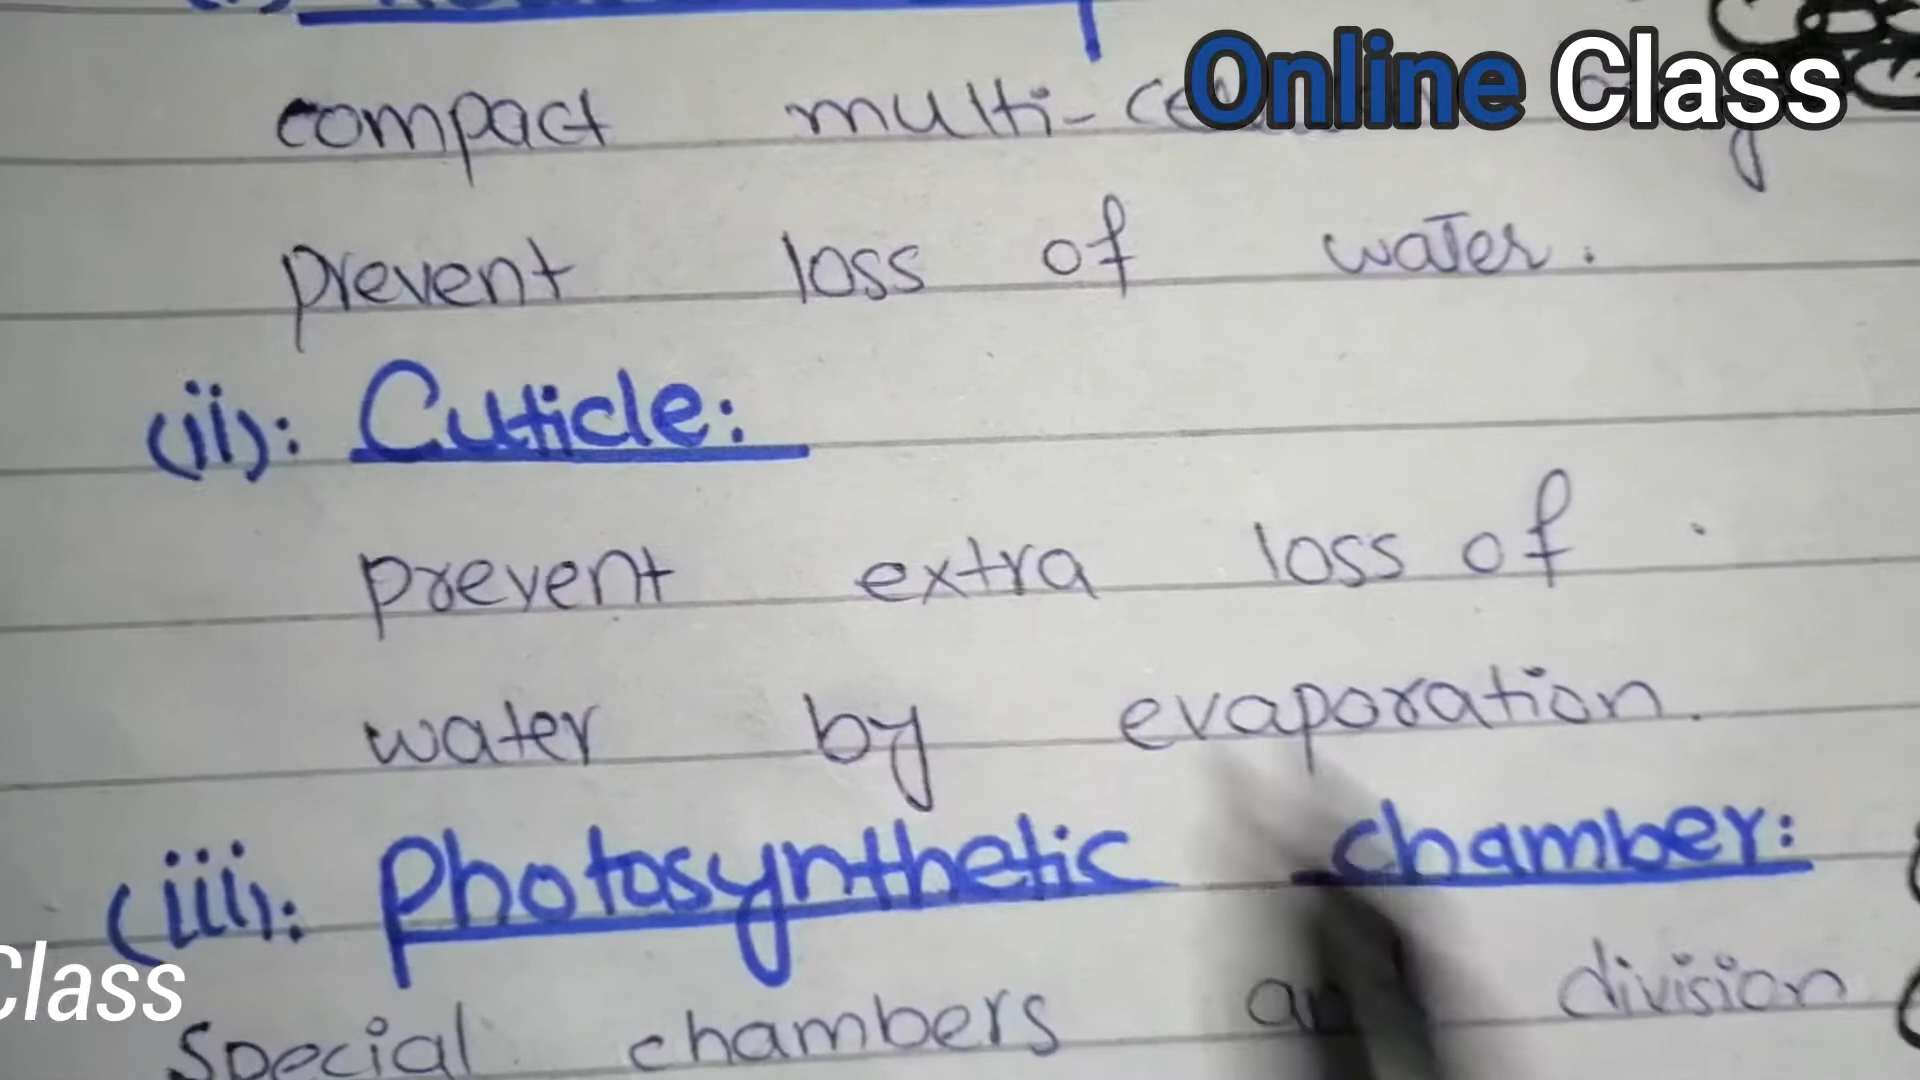 Online Class
compact multi-
prevent loss of water.
(ii): Cuticle:
prevent extra loss of
water by evaporation.
(iii): Photosynthetic chamber:
Class
Special chambers division